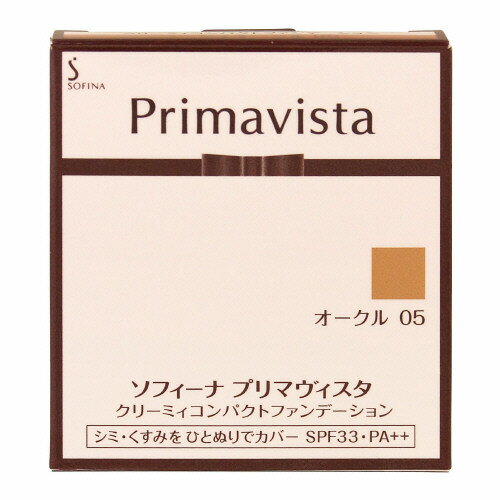 SOFINA
Primavista
オークル 05
ソフィーナ プリマヴィスタ
クリーミィコンパクトファンデーション
シミ・くすみを ひとぬりでカバー SPF33・PA++